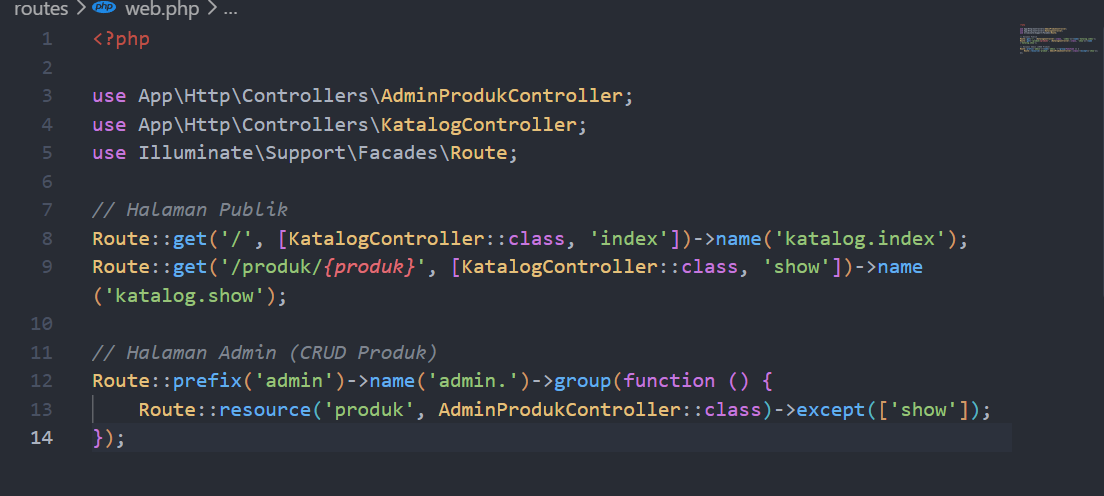 routes > php web.php > ...
1 <?php
2
3 use App\Http\Controllers\AdminProdukController;
4 use App\Http\Controllers\KatalogController;
5 use Illuminate\Support\Facades\Route;
6
7 // Halaman Publik
8 Route::get('/', [KatalogController::class, 'index'])->name('katalog.index');
9 Route::get('/produk/{produk}', [KatalogController::class, 'show'])->name
('katalog.show');
10
11 // Halaman Admin (CRUD Produk)
12 Route::prefix('admin')->name('admin.')->group(function () {
13     Route::resource('produk', AdminProdukController::class)->except(['show']);
14 });